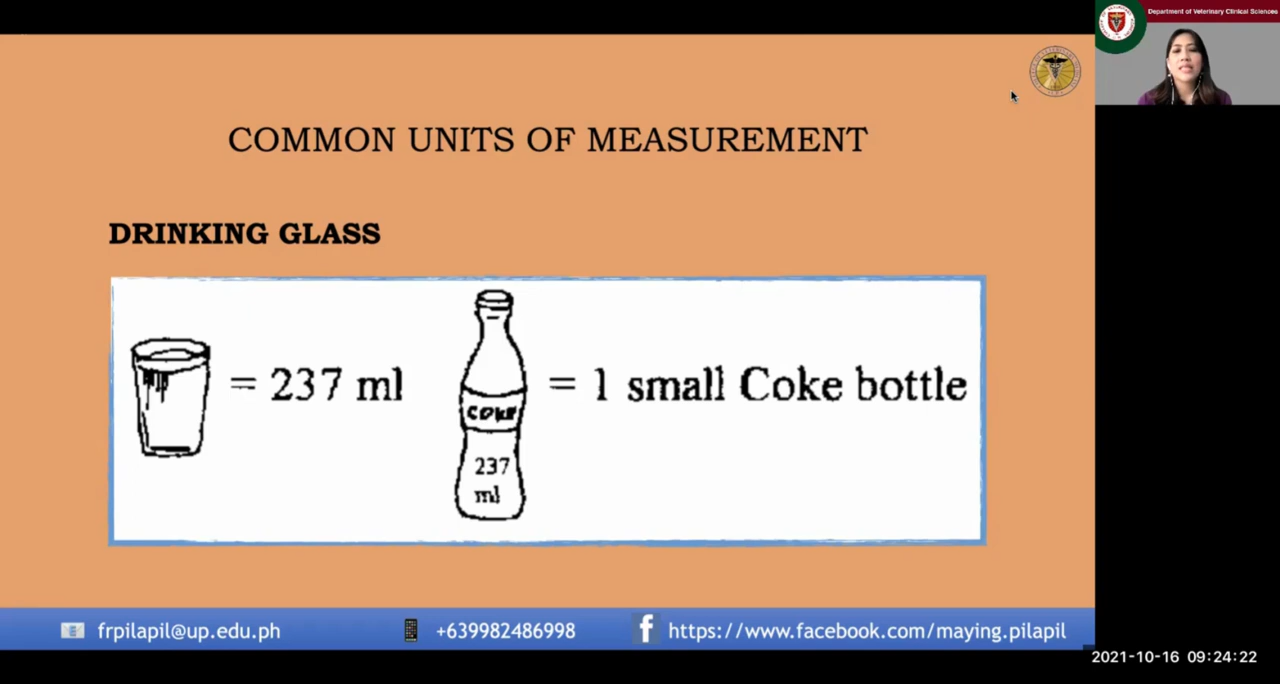 Department of Veterinary Clinical Sciences
COMMON UNITS OF MEASUREMENT
DRINKING GLASS
= 237 ml
COKE
237
ml
= 1 small Coke bottle
frpilapil@up.edu.ph
+639982486998
f
https://www.facebook.com/maying.pilapil
2021-10-16 09:24:22